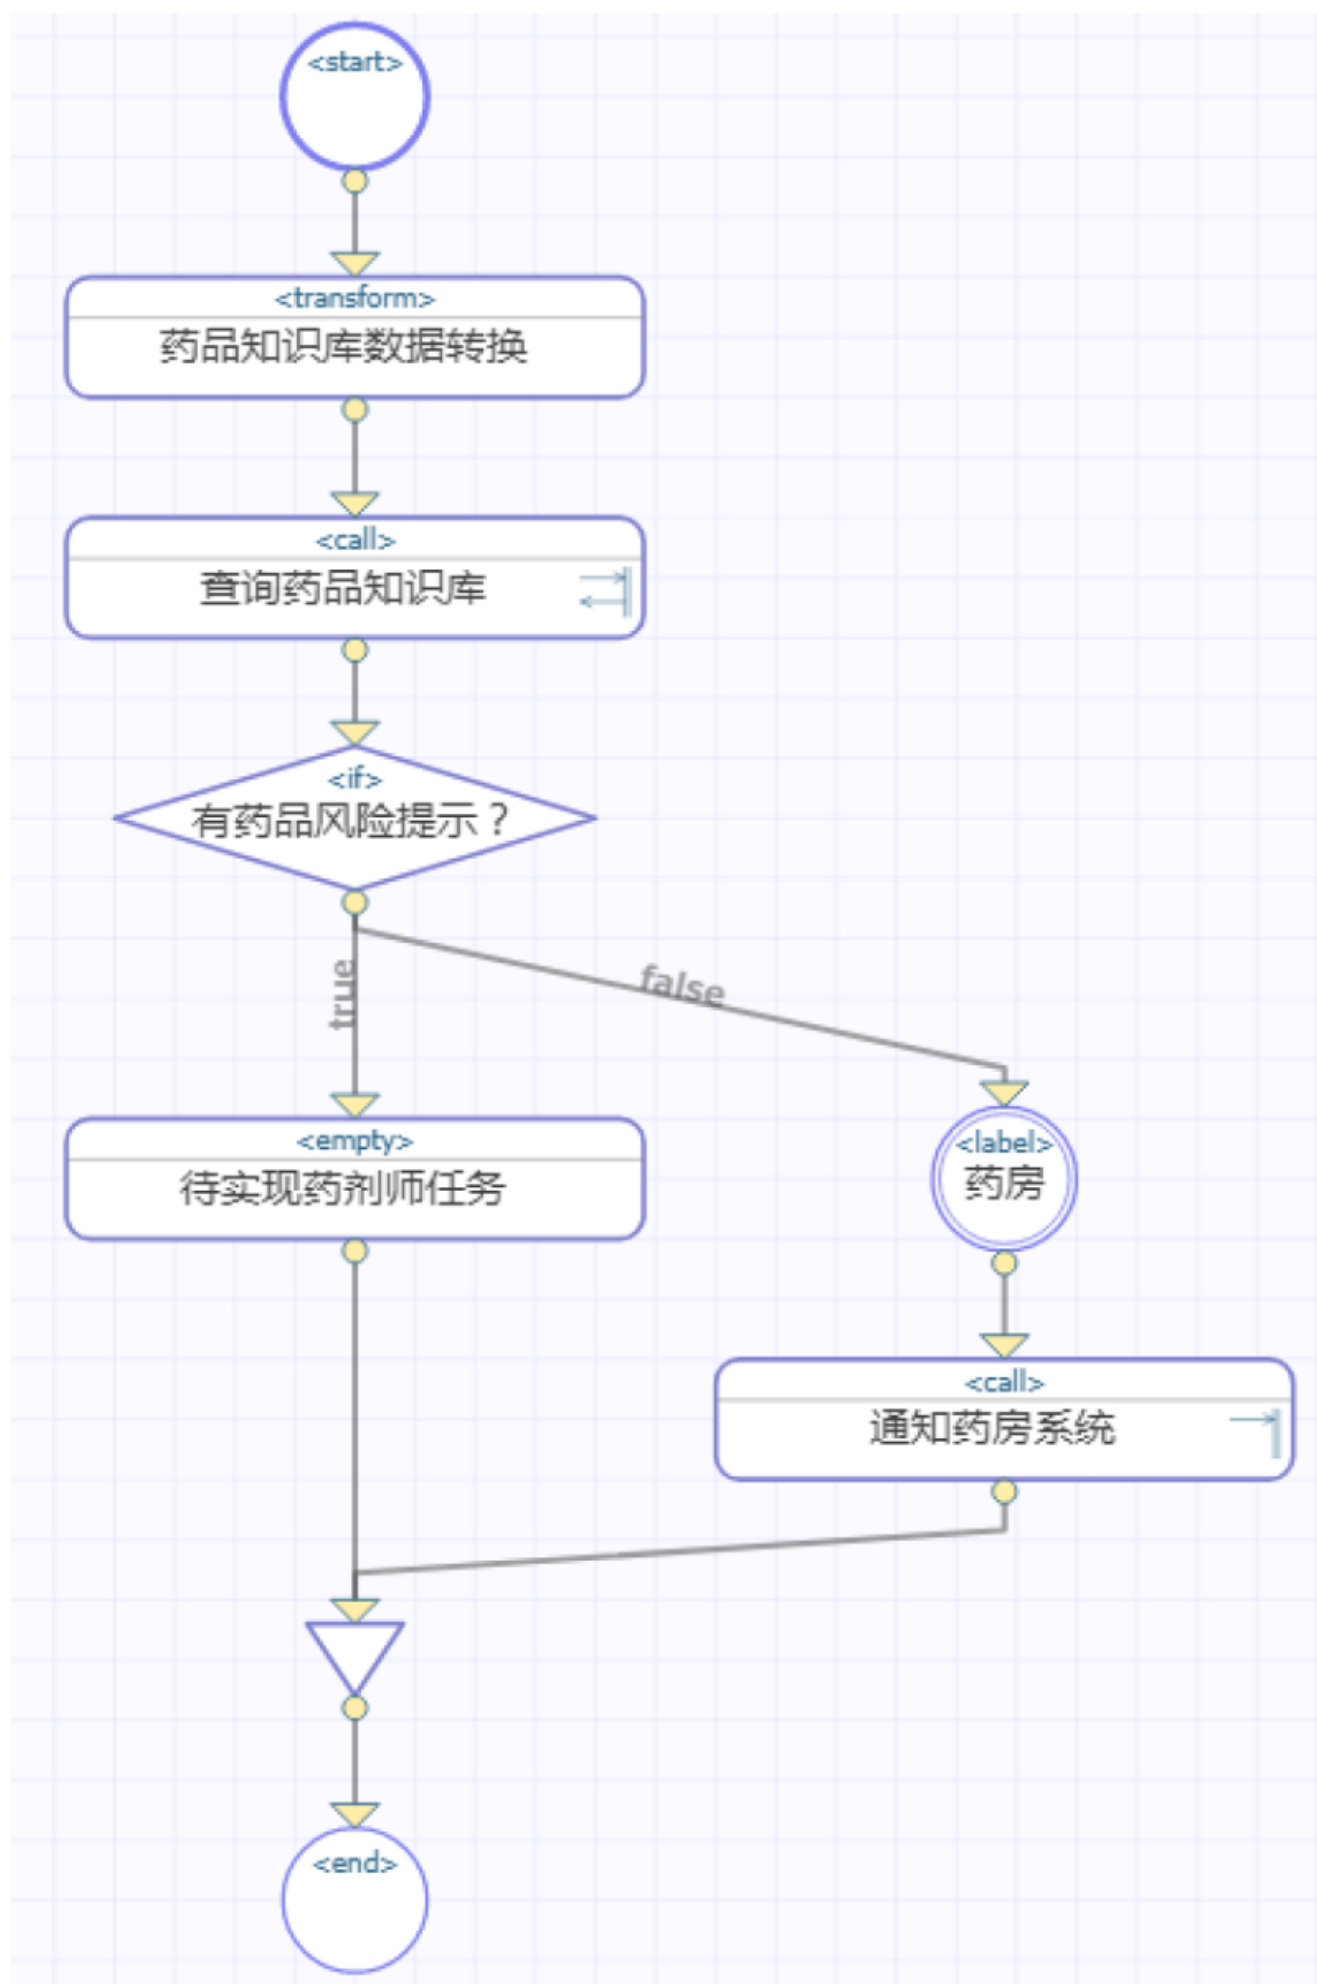 <start>
<transform>
药品知识库数据转换
<call>
查询药品知识库
<if>
有药品风险提示？
true
false
<empty>
待实现药剂师任务
<label>
药房
<call>
通知药房系统
<end>